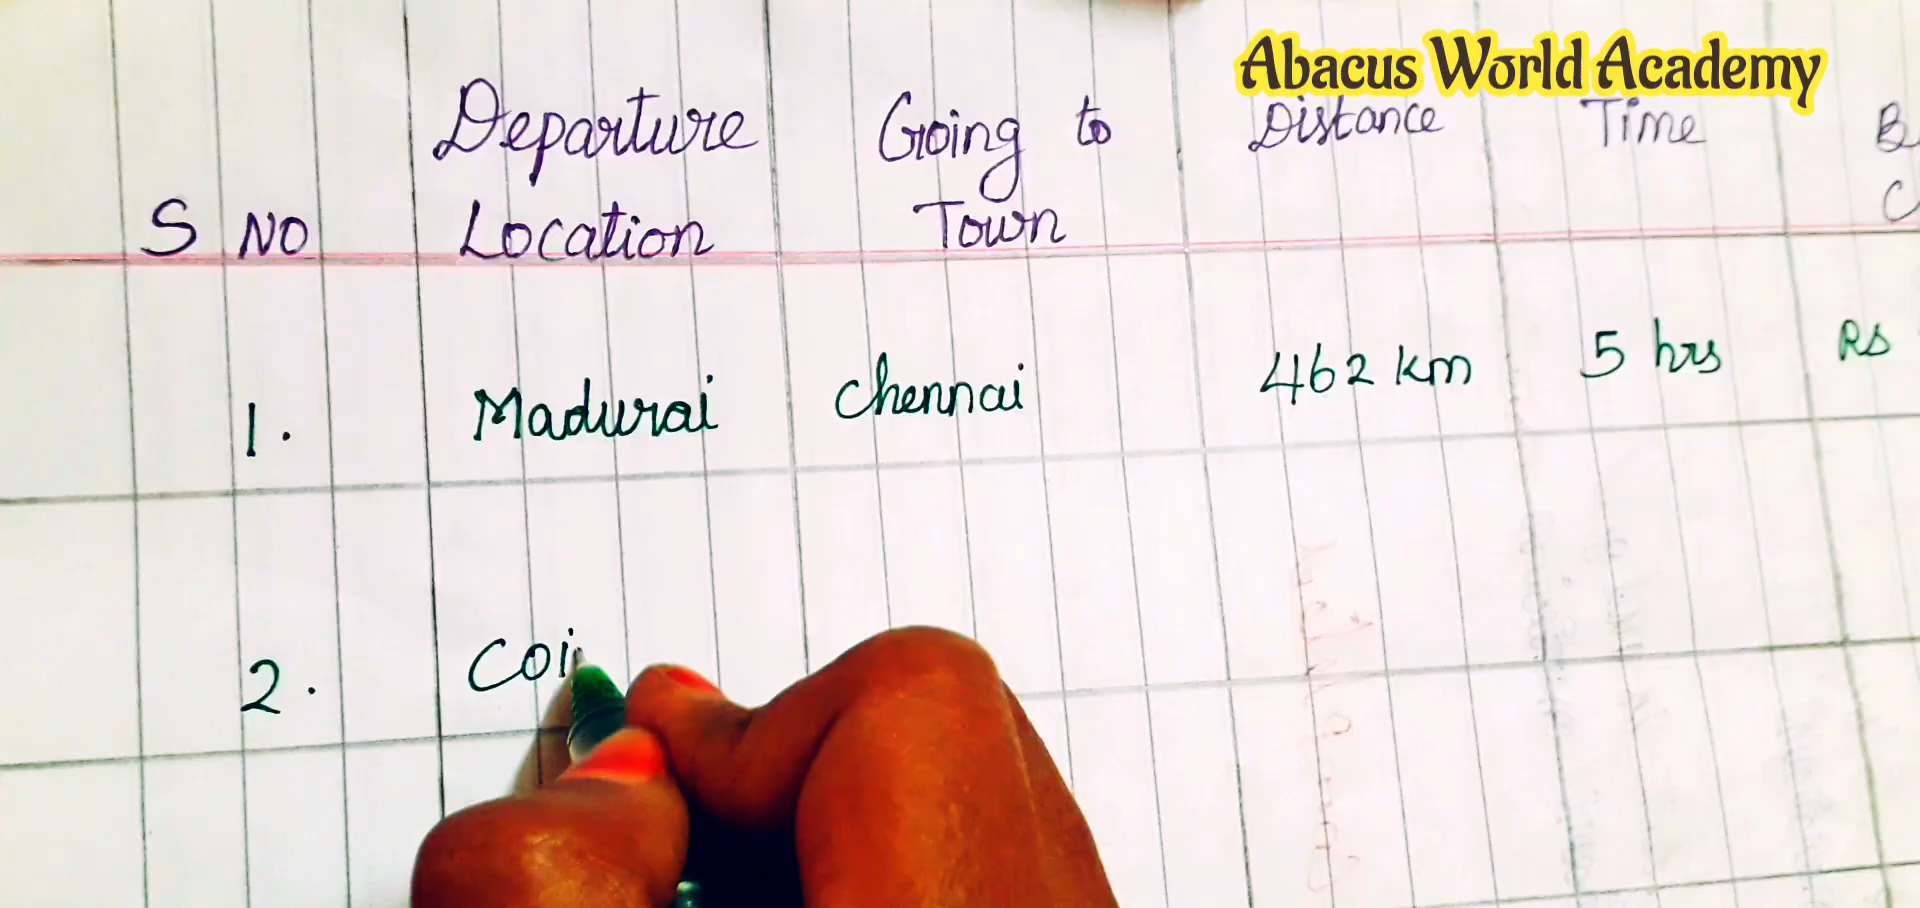 Abacus World Academy
Departure Going to Distance Time
S NO Location Town
1. Madurai Chennai 462 km 5 hrs Rs
2. Coi